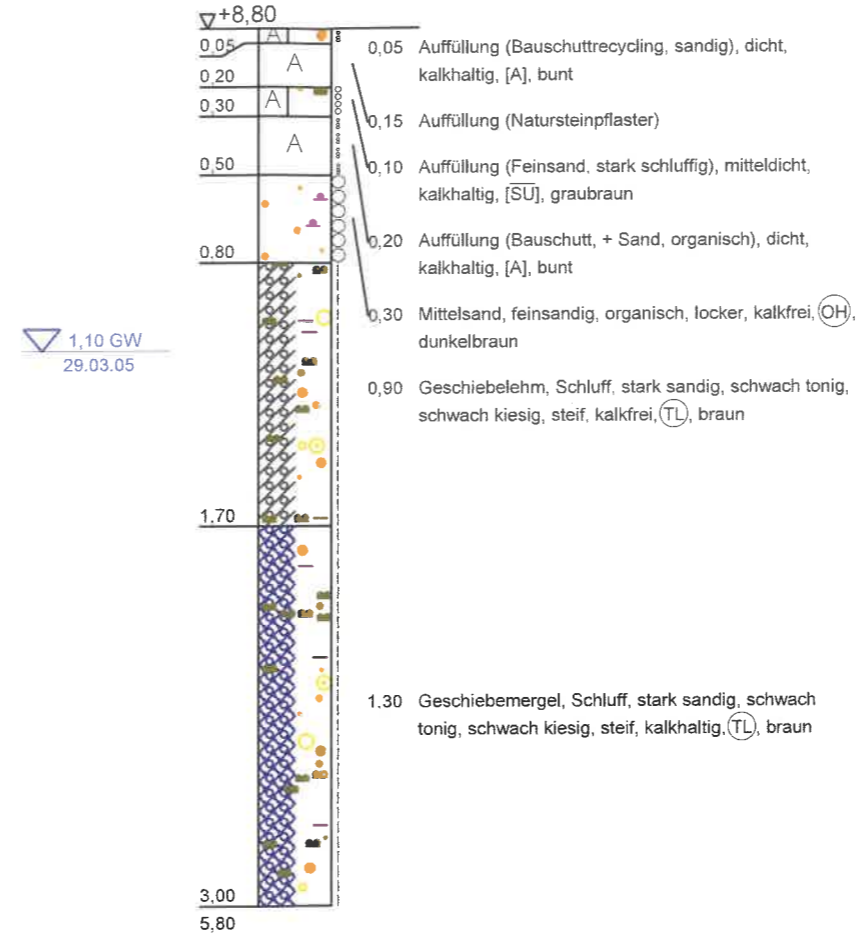 +8,80
A
0,05
0,05 Auffüllung (Bauschuttrecycling, sandig), dicht,
kalkhaltig, [A], bunt
A
0,20
0,30
A
0,15 Auffüllung (Natursteinpflaster)
A
0,10 Auffüllung (Feinsand, stark schluffig), mitteldicht,
kalkhaltig, [S̅U̅], graubraun
0,50
0,20 Auffüllung (Bauschutt, + Sand, organisch), dicht,
kalkhaltig, [A], bunt
0,80
0,30 Mittelsand, feinsandig, organisch, locker, kalkfrei, OH,
dunkelbraun
1,10 GW
29.03.05
0,90 Geschiebelehm, Schluff, stark sandig, schwach tonig,
schwach kiesig, steif, kalkfrei, TL, braun
1,70
1,30 Geschiebemergel, Schluff, stark sandig, schwach
tonig, schwach kiesig, steif, kalkhaltig, TL, braun
3,00
5,80